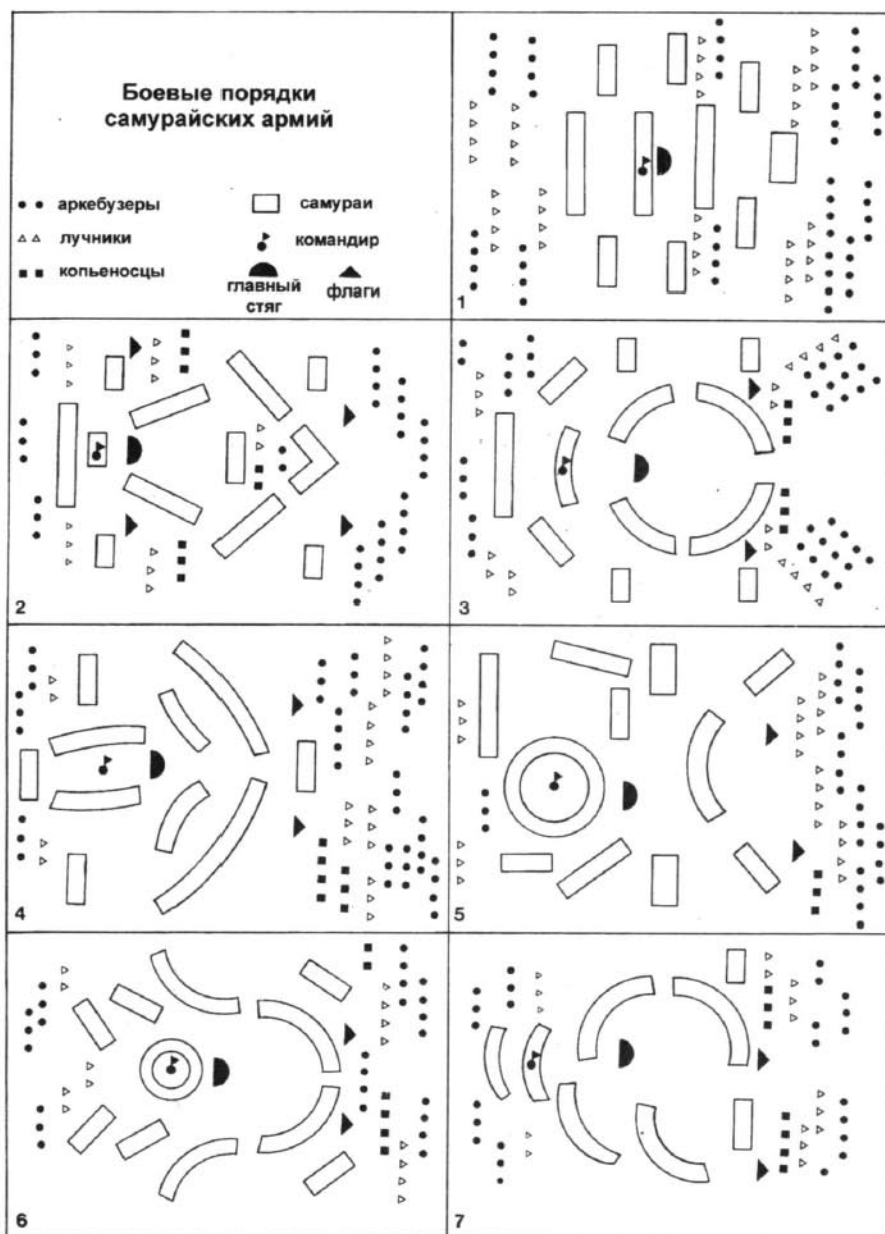 Боевые порядки
самурайских армий
аркебузеры
самураи
лучники
командир
копьеносцы
главный
стяг
флаги
1
2
3
4
5
6
7